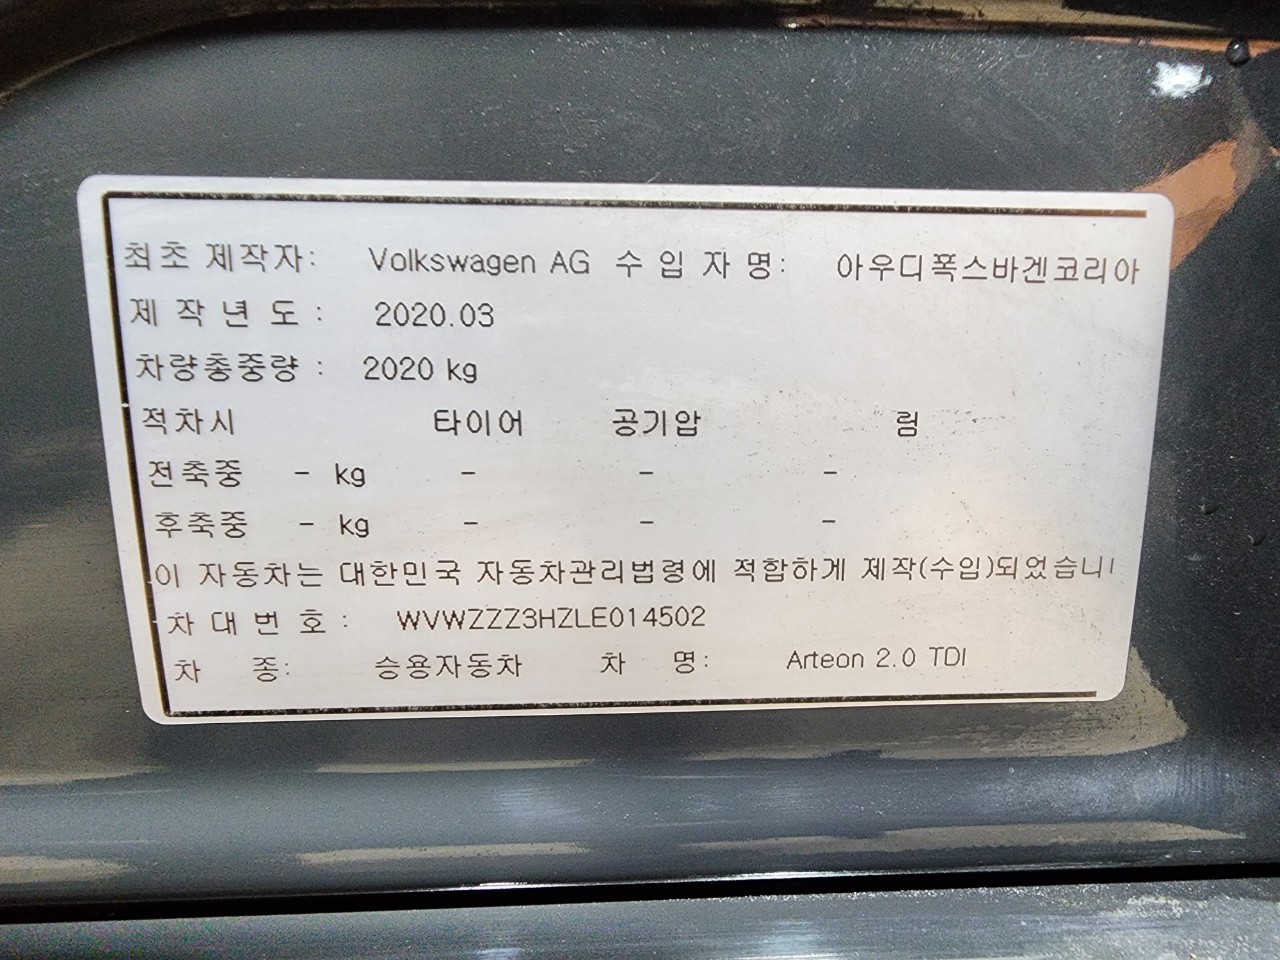 최초 제작자: Volkswagen AG 수 입 자 명: 아우디폭스바겐코리아
제 작 년 도 : 2020.03
차량총중량 : 2020 kg
적차시 타이어 공기압 림
전축중 - kg - - -
후축중 - kg - - -
이 자동차는 대한민국 자동차관리법령에 적합하게 제작(수입)되었습니
차 대 번 호 : WVWZZZ3HZLE014502
차 종: 승용자동차 차 명: Arteon 2.0 TDI